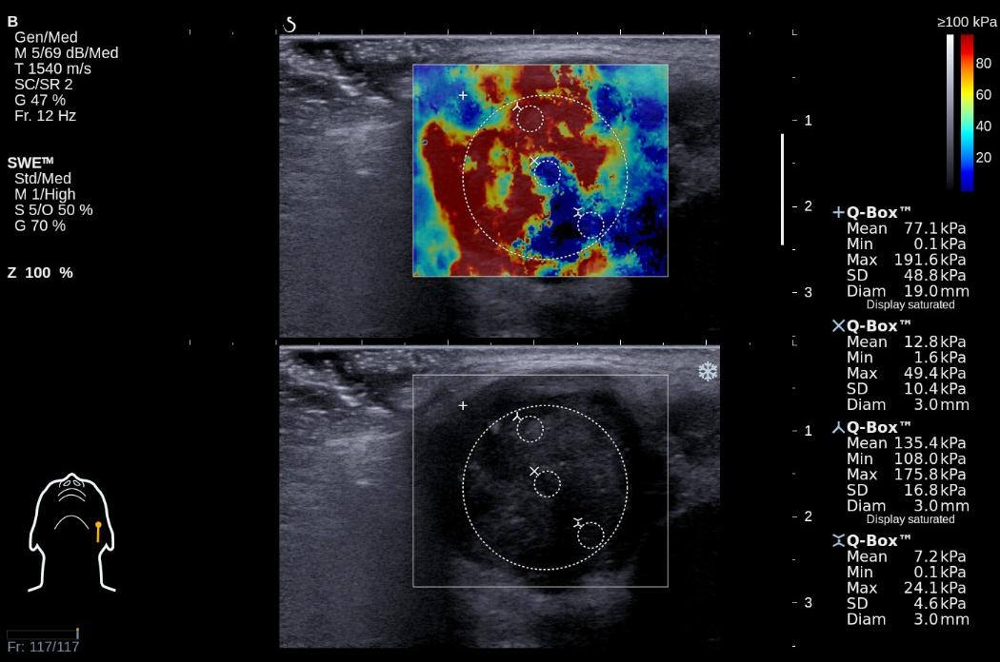 B
Gen/Med
M 5/69 dB/Med
T 1540 m/s
SC/SR 2
G 47 %
Fr. 12 Hz
SWE™
Std/Med
M 1/High
S 5/O 50 %
G 70 %
Z 100 %
Fr: 117/117
1
2
3
1
2
3
≥100 kPa
80
60
40
20
Q-Box™
Mean 77.1 kPa
Min 0.1 kPa
Max 191.6 kPa
SD 48.8 kPa
Diam 19.0 mm
Display saturated
Q-Box™
Mean 12.8 kPa
Min 1.6 kPa
Max 49.4 kPa
SD 10.4 kPa
Diam 3.0 mm
Q-Box™
Mean 135.4 kPa
Min 108.0 kPa
Max 175.8 kPa
SD 16.8 kPa
Diam 3.0 mm
Display saturated
Q-Box™
Mean 7.2 kPa
Min 0.1 kPa
Max 24.1 kPa
SD 4.6 kPa
Diam 3.0 mm